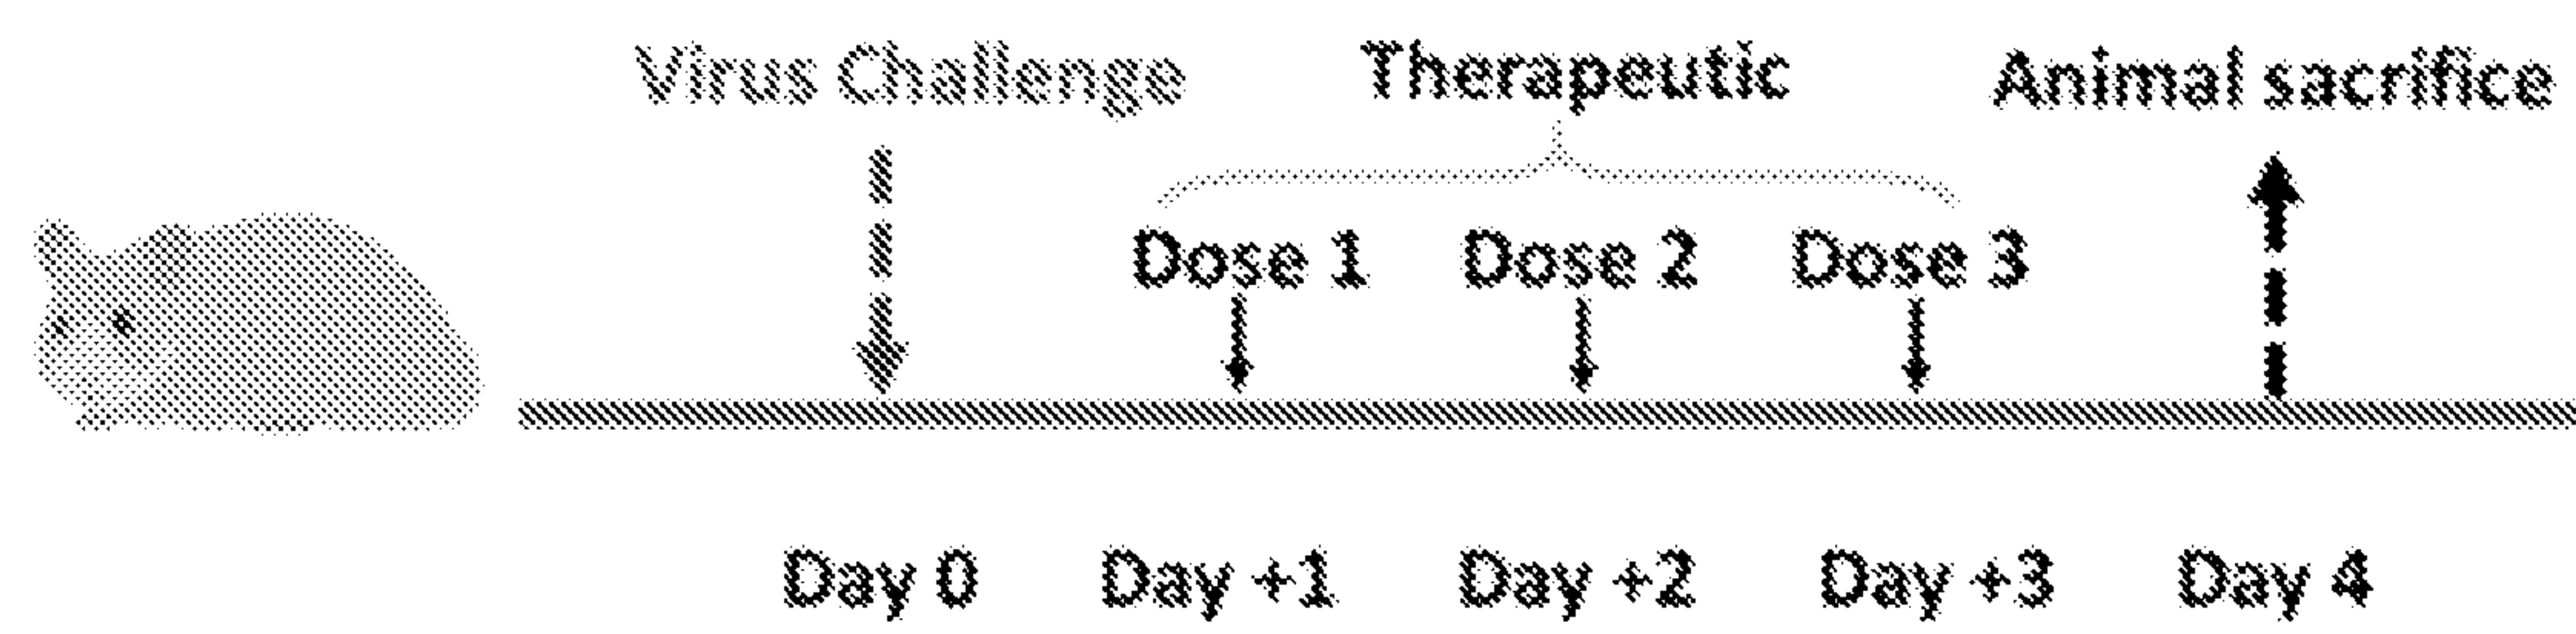 Virus Challenge Therapeutic Animal sacrifice
Dose 1 Dose 2 Dose 3
Day 0 Day +1 Day +2 Day +3 Day 4